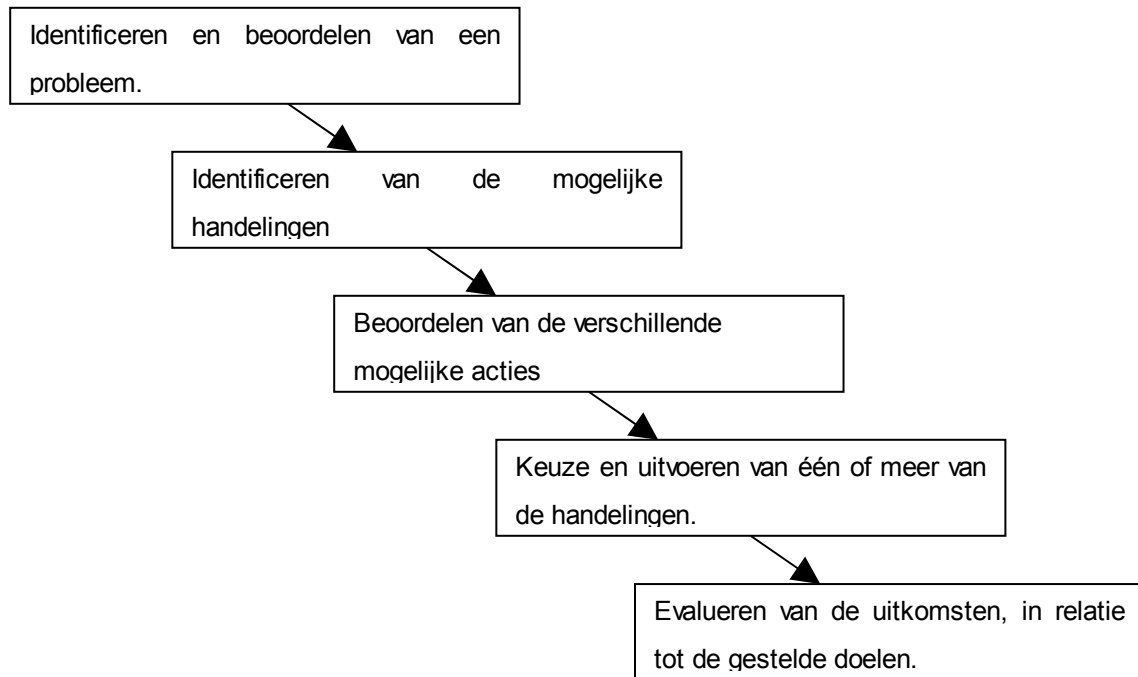 Identificeren en beoordelen van een
probleem.
Identificeren van de mogelijke
handelingen
Beoordelen van de verschillende
mogelijke acties
Keuze en uitvoeren van één of meer van
de handelingen.
Evalueren van de uitkomsten, in relatie
tot de gestelde doelen.